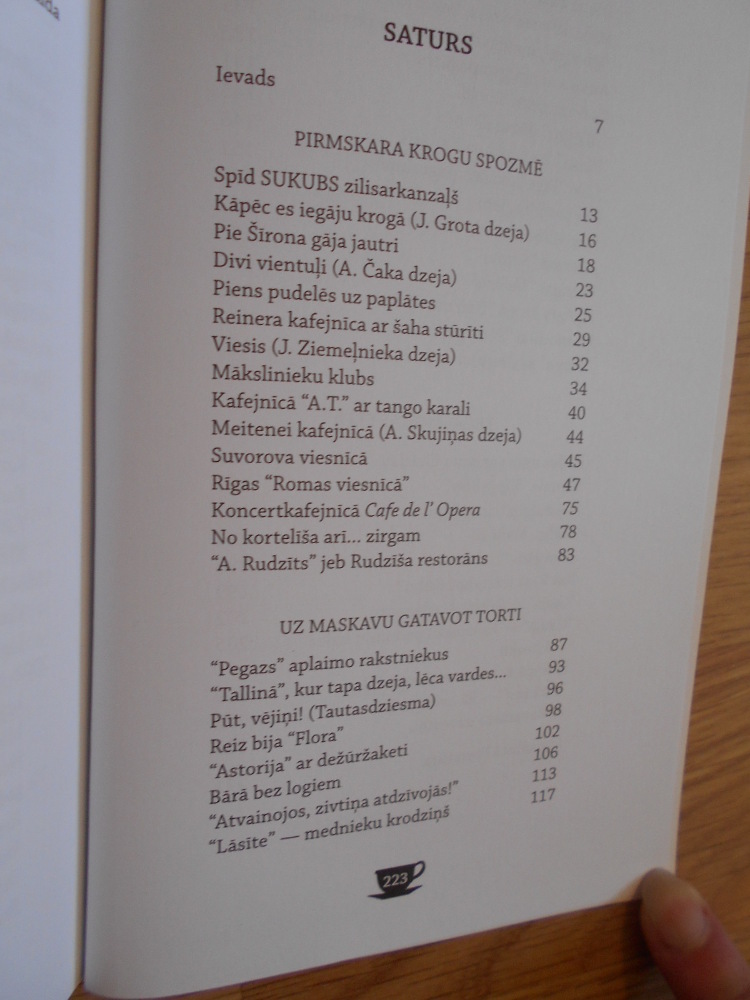 SATURS
Ievads 7
PIRMSKARA KROGU SPOZMĒ
Spīd SUKUBS zilisarkanzaļš 13
Kāpēc es iegāju krogā (J. Grota dzeja) 16
Pie Šīrona gāja jautri 18
Divi vientuļi (A. Čaka dzeja) 23
Piens pudelēs uz paplātes 25
Reinera kafejnīca ar šaha stūrīti 29
Viesis (J. Ziemeļnieka dzeja) 32
Mākslinieku klubs 34
Kafejnīcā “A.T.” ar tango karali 40
Meitenei kafejnīcā (A. Skujiņas dzeja) 44
Suvorova viesnīcā 45
Rīgas “Romas viesnīcā” 47
Koncertkafejnīcā Cafe de l’ Opera 75
No kortelīša arī... zirgam 78
“A. Rudzīts” jeb Rudzīša restorāns 83
UZ MASKAVU GATAVOT TORTI
“Pegazs” aplaimo rakstniekus 87
“Tallinā”, kur tapa dzeja, lēca vardes... 93
Pūt, vējiņi! (Tautasdziesma) 96
Reiz bija “Flora” 98
“Astorija” ar dežūržaketi 102
Bārā bez logiem 106
“Atvainojos, zivtiņa atdzīvojās!” 113
“Lāsīte” — mednieku krodziņš 117
223